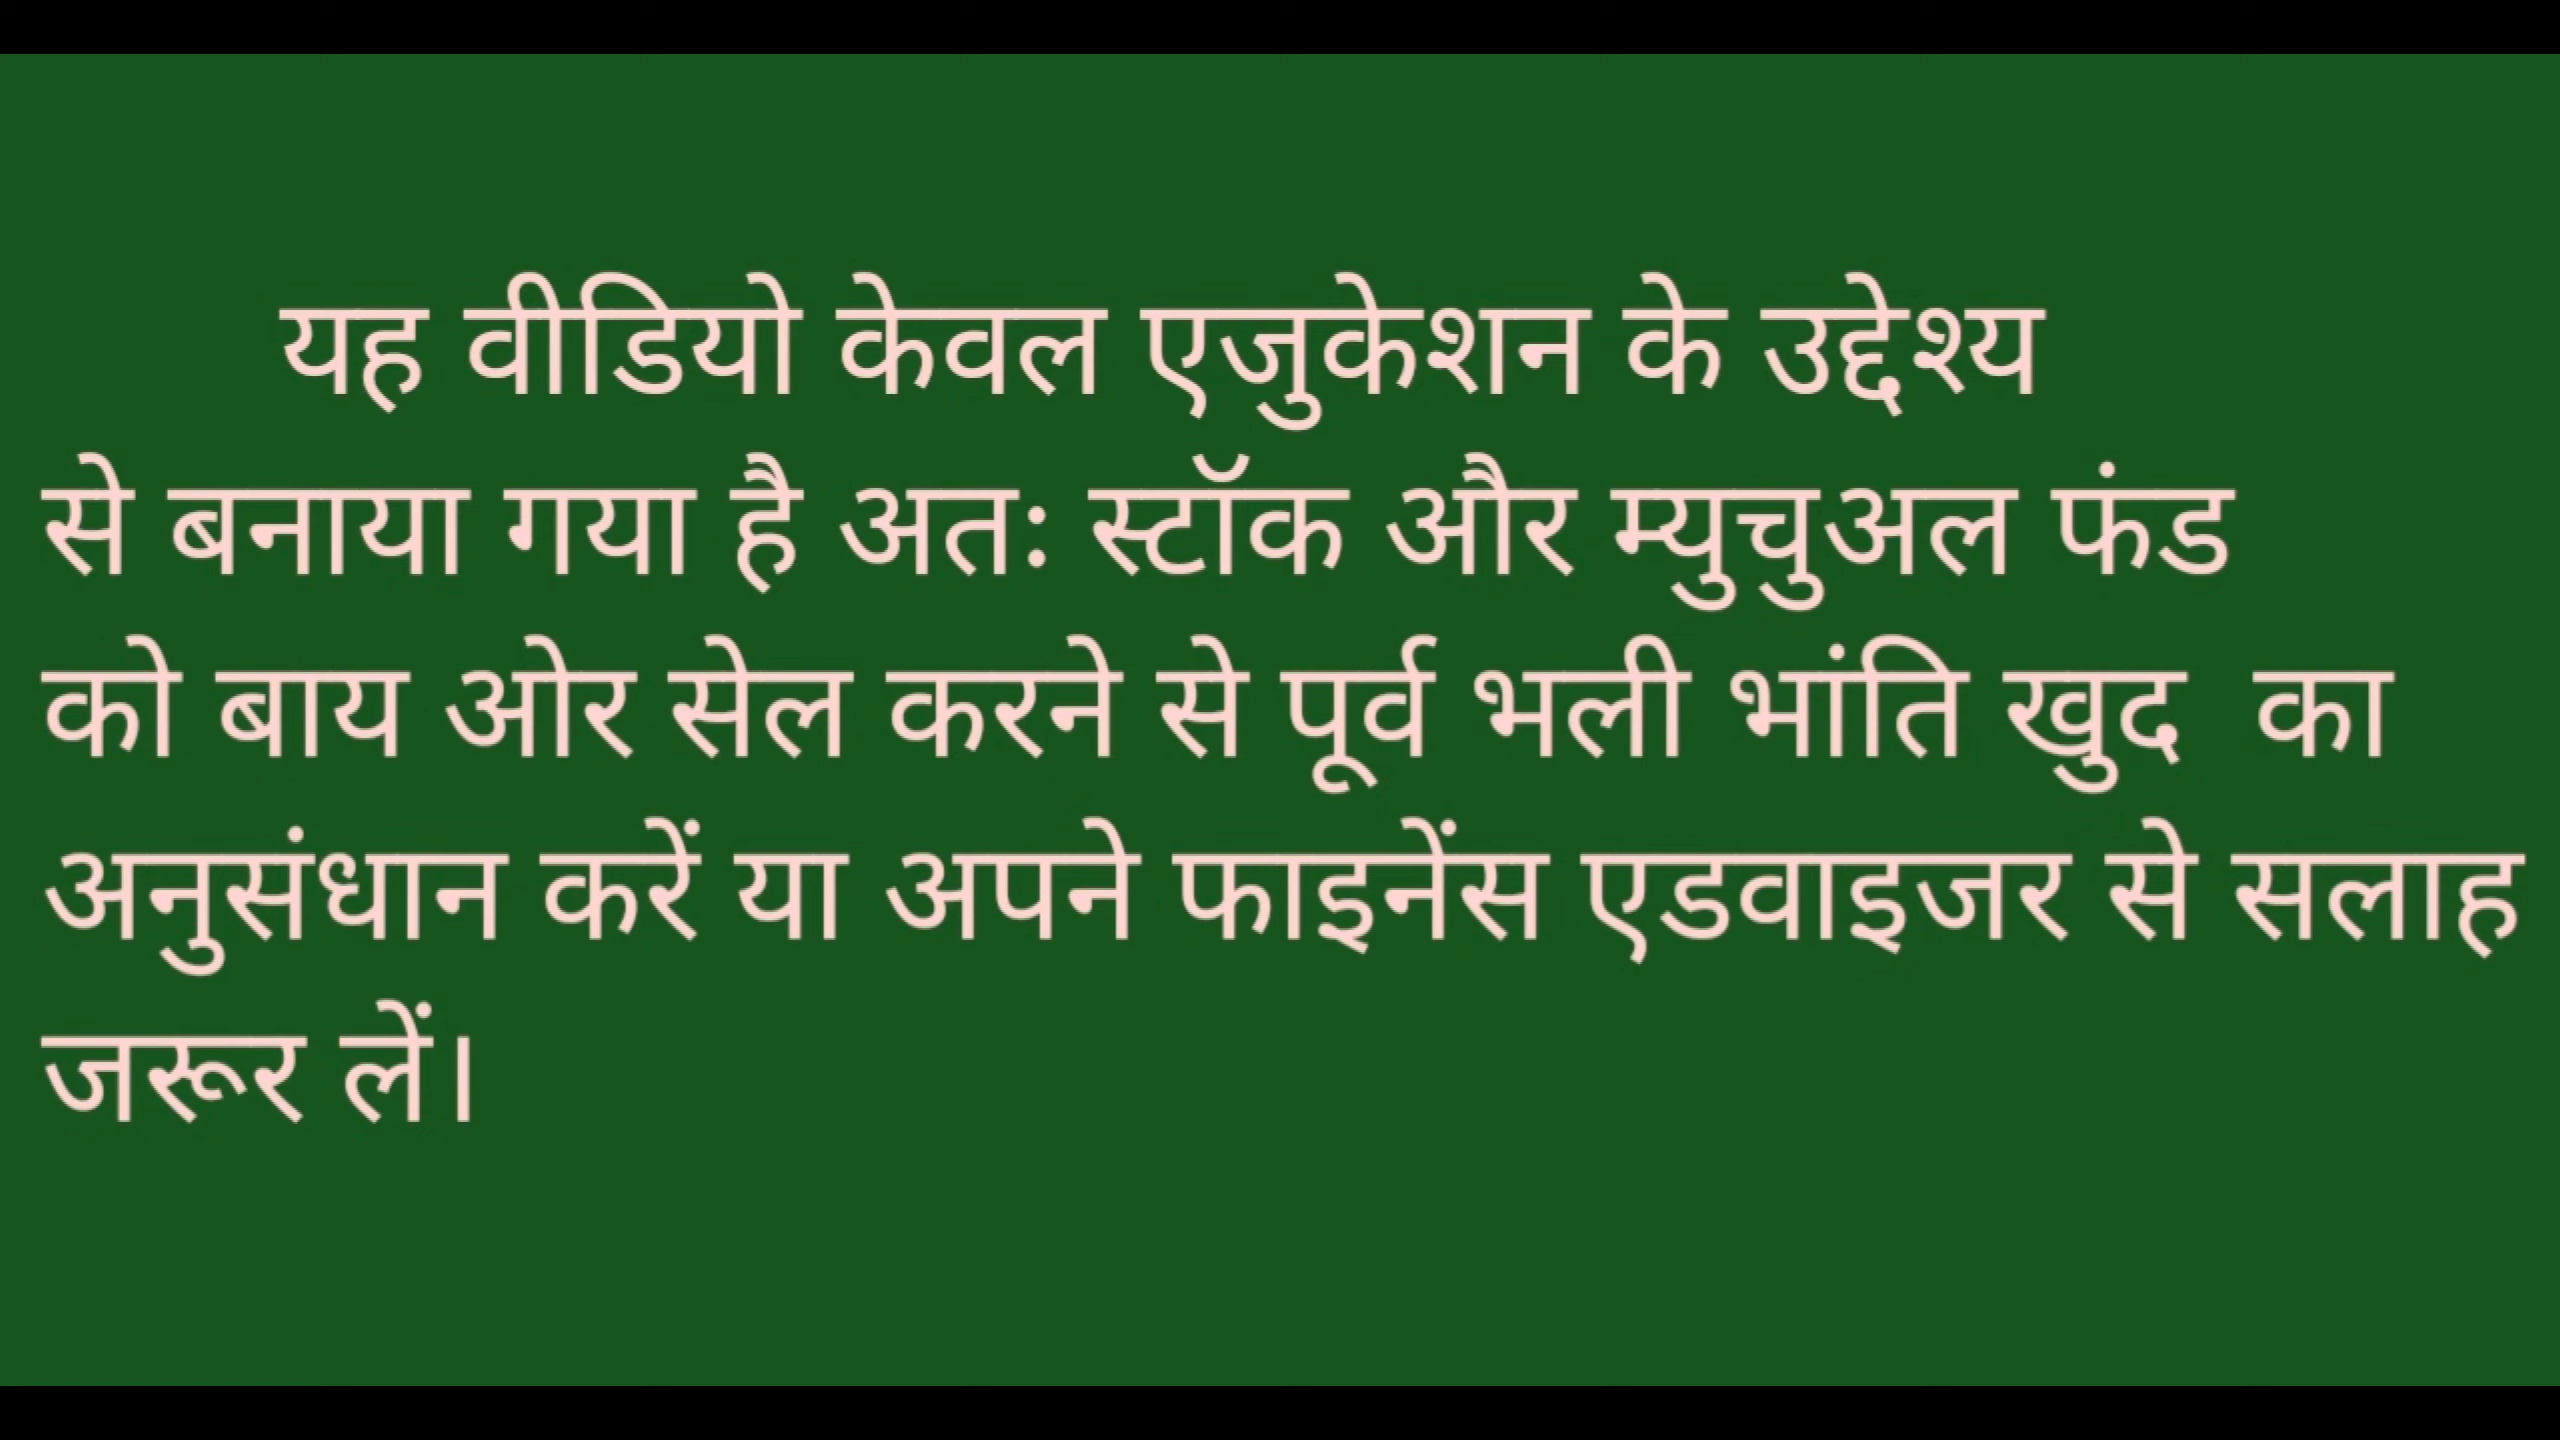 यह वीडियो केवल एजुकेशन के उद्देश्य
से बनाया गया है अतः स्टॉक और म्युचुअल फंड
को बाय ओर सेल करने से पूर्व भली भांति खुद  का
अनुसंधान करें या अपने फाइनेंस एडवाइजर से सलाह
जरूर लें।